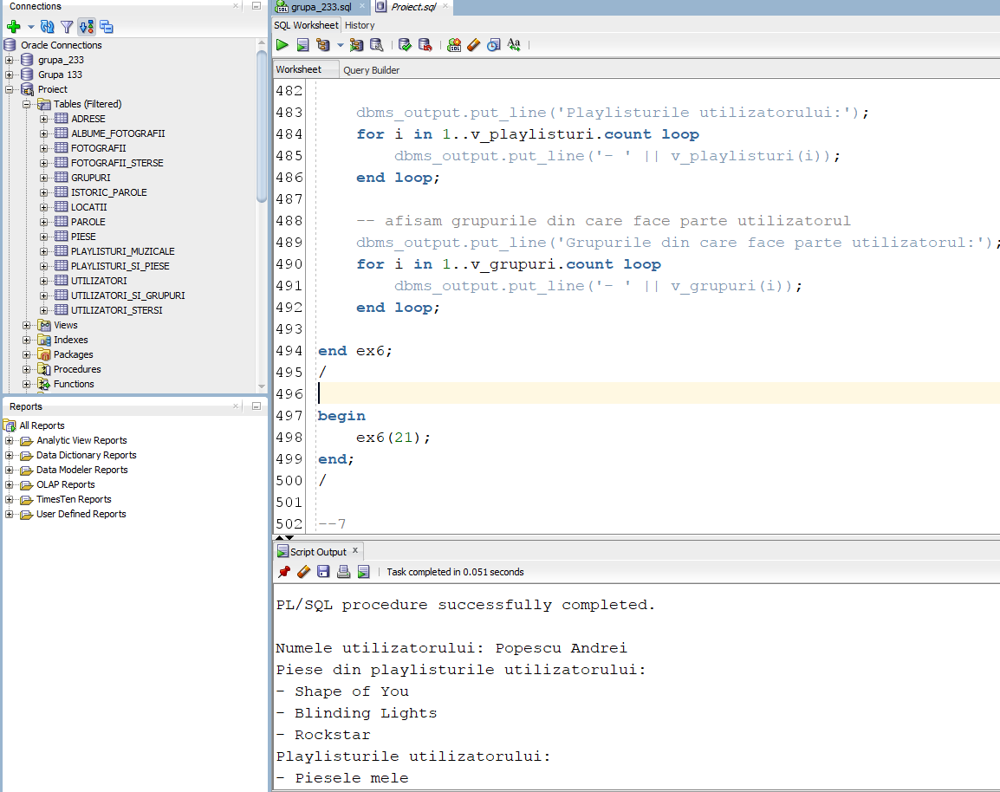 Connections
Oracle Connections
grupa_233
Grupa 133
Proiect
Tables (Filtered)
ADRESE
ALBUME_FOTOGRAFII
FOTOGRAFII
FOTOGRAFII_STERSE
GRUPURI
ISTORIC_PAROLE
LOCATII
PAROLE
PIESE
PLAYLISTURI_MUZICALE
PLAYLISTURI_SI_PIESE
UTILIZATORI
UTILIZATORI_SI_GRUPURI
UTILIZATORI_STERSI
Views
Indexes
Packages
Procedures
Functions
Reports
All Reports
Analytic View Reports
Data Dictionary Reports
Data Modeler Reports
OLAP Reports
TimesTen Reports
User Defined Reports
grupa_233.sql Proiect.sql
SQL Worksheet History
Worksheet Query Builder
482
483 dbms_output.put_line('Playlisturile utilizatorului:');
484 for i in 1..v_playlisturi.count loop
485 dbms_output.put_line('- ' || v_playlisturi(i));
486 end loop;
487
488 -- afisam grupurile din care face parte utilizatorul
489 dbms_output.put_line('Grupurile din care face parte utilizatorul:');
490 for i in 1..v_grupuri.count loop
491 dbms_output.put_line('- ' || v_grupuri(i));
492 end loop;
493
494 end ex6;
495 /
496
497 begin
498 ex6(21);
499 end;
500 /
501
502 --7
Script Output
Task completed in 0.051 seconds
PL/SQL procedure successfully completed.
Numele utilizatorului: Popescu Andrei
Piese din playlisturile utilizatorului:
- Shape of You
- Blinding Lights
- Rockstar
Playlisturile utilizatorului:
- Piesele mele